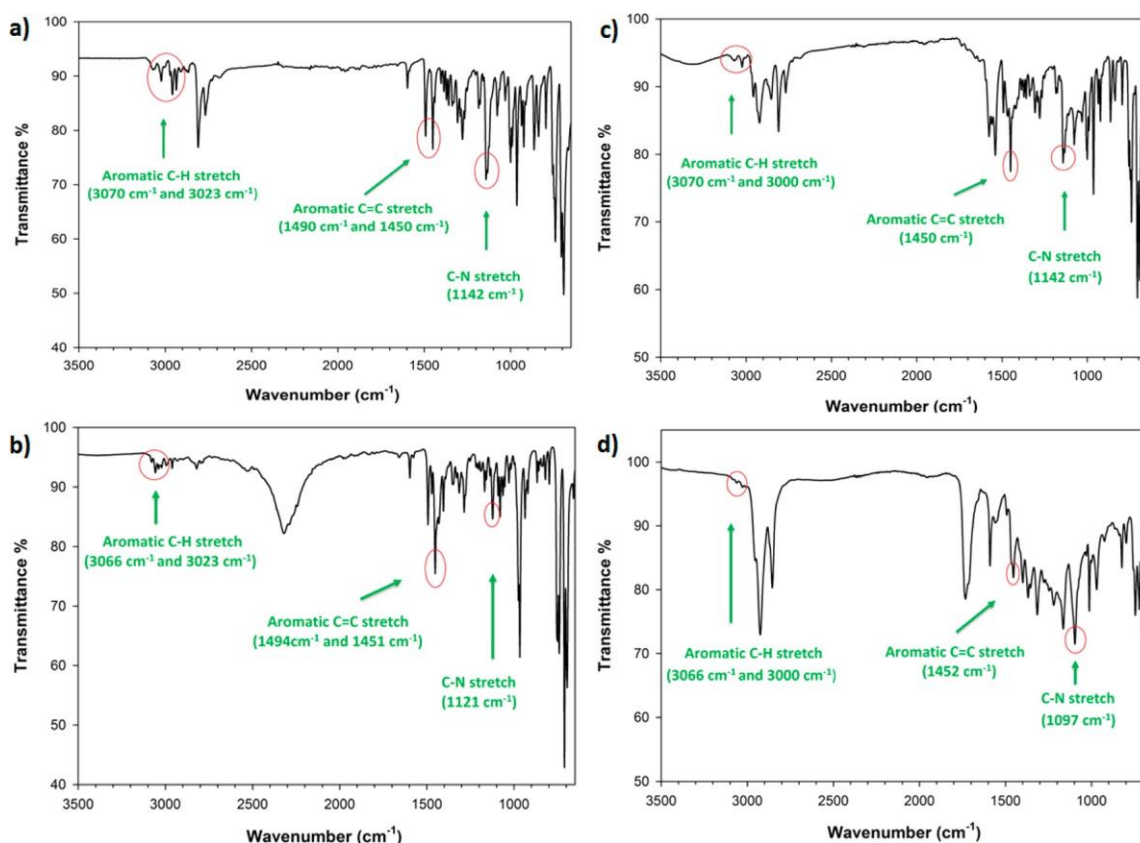 a)
100
90
80
70
60
50
40
Transmittance %
3500 3000 2500 2000 1500 1000
Wavenumber (cm-1)
Aromatic C-H stretch
(3070 cm-1 and 3023 cm-1)
Aromatic C=C stretch
(1490 cm-1 and 1450 cm-1)
C-N stretch
(1142 cm-1 )
c)
100
90
80
70
60
50
Transmittance %
3500 3000 2500 2000 1500 1000
Wavenumber (cm-1)
Aromatic C-H stretch
(3070 cm-1 and 3000 cm-1)
Aromatic C=C stretch
(1450 cm-1)
C-N stretch
(1142 cm-1)
b)
100
90
80
70
60
50
40
Transmittance %
3500 3000 2500 2000 1500 1000
Wavenumber (cm-1)
Aromatic C-H stretch
(3066 cm-1 and 3023 cm-1)
Aromatic C=C stretch
(1494cm-1 and 1451 cm-1)
C-N stretch
(1121 cm-1)
d)
100
90
80
70
60
50
Transmittance %
3500 3000 2500 2000 1500 1000
Wavenumber (cm-1)
Aromatic C-H stretch
(3066 cm-1 and 3000 cm-1)
Aromatic C=C stretch
(1452 cm-1)
C-N stretch
(1097 cm-1)